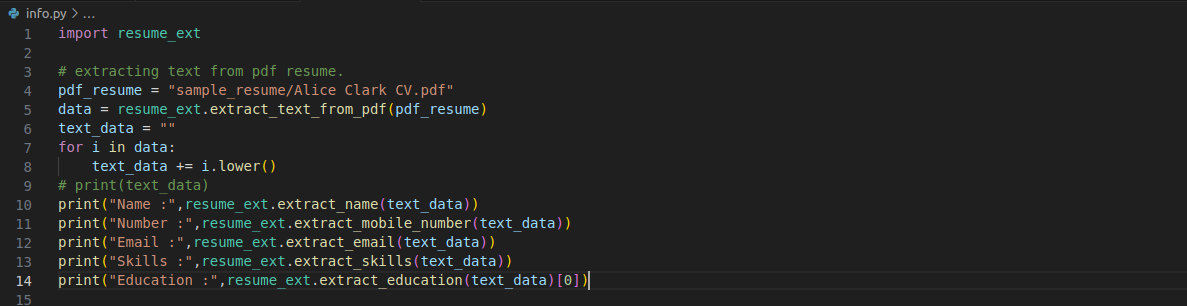 info.py > ...
1 import resume_ext
2
3 # extracting text from pdf resume.
4 pdf_resume = "sample_resume/Alice Clark CV.pdf"
5 data = resume_ext.extract_text_from_pdf(pdf_resume)
6 text_data = ""
7 for i in data:
8     text_data += i.lower()
9 # print(text_data)
10 print("Name :",resume_ext.extract_name(text_data))
11 print("Number :",resume_ext.extract_mobile_number(text_data))
12 print("Email :",resume_ext.extract_email(text_data))
13 print("Skills :",resume_ext.extract_skills(text_data))
14 print("Education :",resume_ext.extract_education(text_data)[0])
15